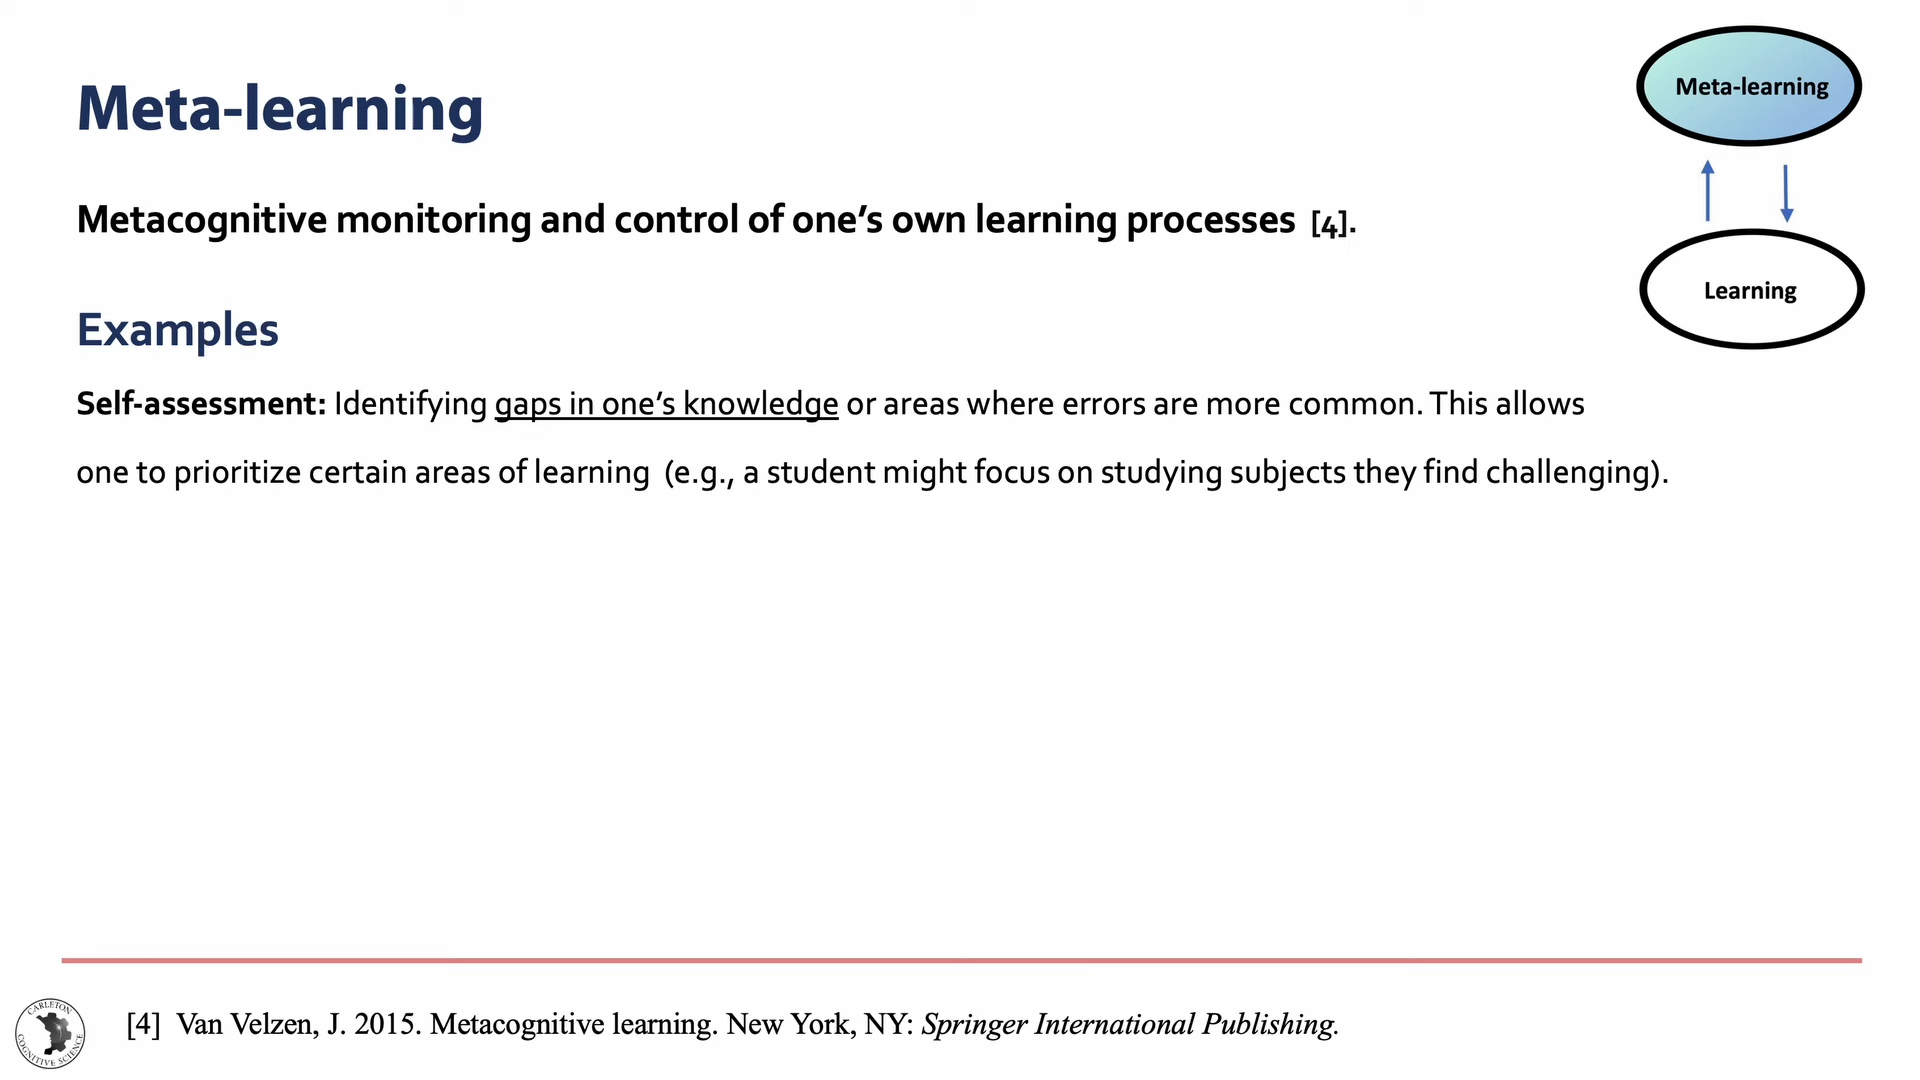 Meta-learning
Meta-learning
Metacognitive monitoring and control of one’s own learning processes [4].
Learning
Examples
Self-assessment: Identifying gaps in one’s knowledge or areas where errors are more common. This allows
one to prioritize certain areas of learning (e.g., a student might focus on studying subjects they find challenging).
CARLETON
COGNITIVE SCIENCE
[4] Van Velzen, J. 2015. Metacognitive learning. New York, NY: Springer International Publishing.